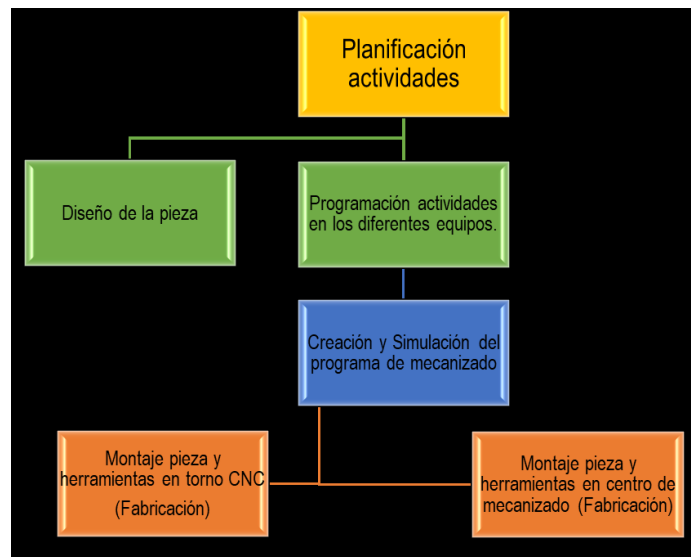 Planificación
actividades
Diseño de la pieza
Programación actividades
en los diferentes equipos.
Creación y Simulación del
programa de mecanizado
Montaje pieza y
herramientas en torno CNC
(Fabricación)
Montaje pieza y
herramientas en centro de
mecanizado (Fabricación)